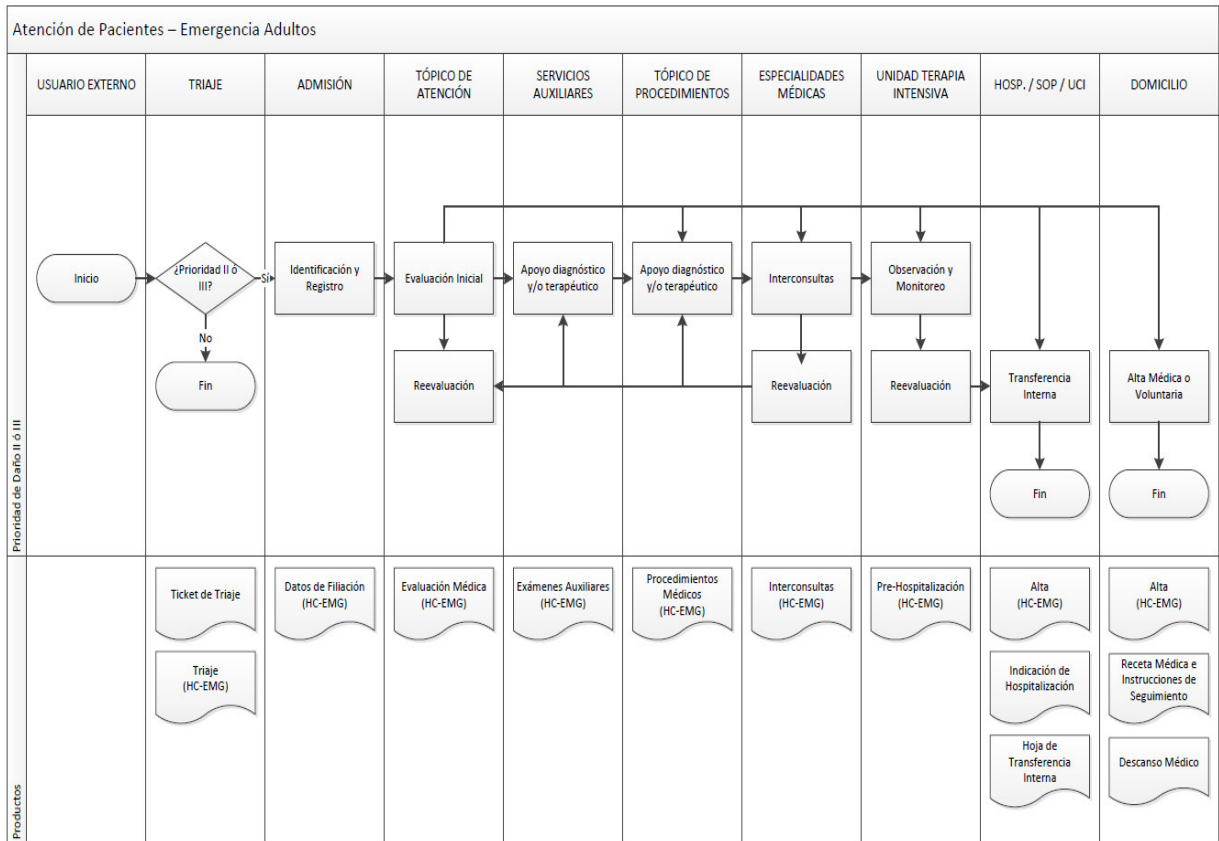 Atención de Pacientes – Emergencia Adultos
USUARIO EXTERNO
TRIAJE
ADMISIÓN
TÓPICO DE
ATENCIÓN
SERVICIOS
AUXILIARES
TÓPICO DE
PROCEDIMIENTOS
ESPECIALIDADES
MÉDICAS
UNIDAD TERAPIA
INTENSIVA
HOSP. / SOP / UCI
DOMICILIO
Prioridad de Daño II ó III
Inicio
¿Prioridad II ó
III?
Sí
No
Fin
Identificación y
Registro
Evaluación Inicial
Reevaluación
Apoyo diagnóstico
y/o terapéutico
Apoyo diagnóstico
y/o terapéutico
Interconsultas
Reevaluación
Observación y
Monitoreo
Reevaluación
Transferencia
Interna
Fin
Alta Médica o
Voluntaria
Fin
Productos
Ticket de Triaje
Triaje
(HC-EMG)
Datos de Filiación
(HC-EMG)
Evaluación Médica
(HC-EMG)
Exámenes Auxiliares
(HC-EMG)
Procedimientos
Médicos
(HC-EMG)
Interconsultas
(HC-EMG)
Pre-Hospitalización
(HC-EMG)
Alta
(HC-EMG)
Indicación de
Hospitalización
Hoja de
Transferencia
Interna
Alta
(HC-EMG)
Receta Médica e
Instrucciones de
Seguimiento
Descanso Médico